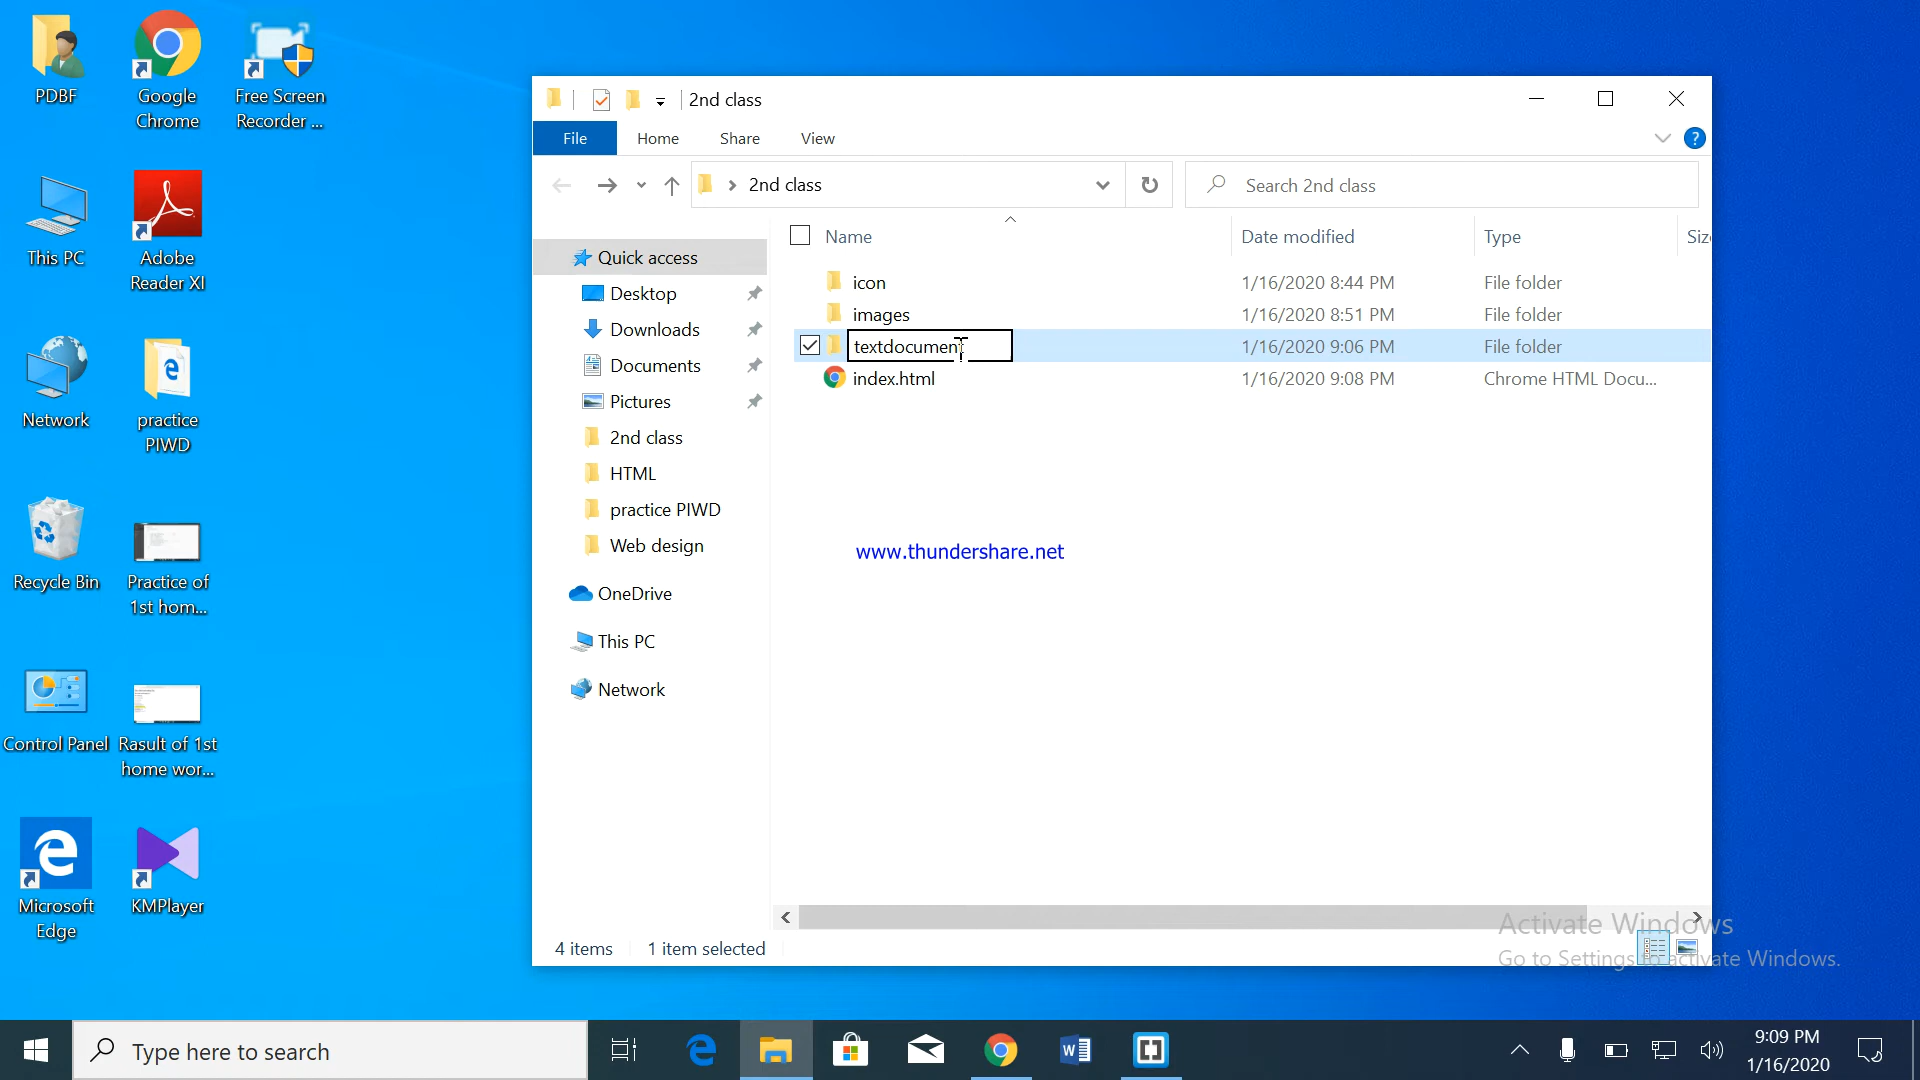 PDBF
Google
Chrome
Free Screen
Recorder ...
This PC
Adobe
Reader XI
Network
practice
PIWD
Recycle Bin
Practice of
1st hom...
Control Panel
Rasult of 1st
home wor...
Microsoft
Edge
KMPlayer
2nd class
File
Home
Share
View
?
2nd class
Search 2nd class
Name
Date modified
Type
Siz
Quick access
Desktop
Downloads
Documents
Pictures
2nd class
HTML
practice PIWD
Web design
OneDrive
This PC
Network
icon 1/16/2020 8:44 PM File folder
images 1/16/2020 8:51 PM File folder
textdocument 1/16/2020 9:06 PM File folder
index.html 1/16/2020 9:08 PM Chrome HTML Docu...
www.thundershare.net
4 items 1 item selected
Activate Windows
Go to Settings to activate Windows.
Type here to search
9:09 PM
1/16/2020